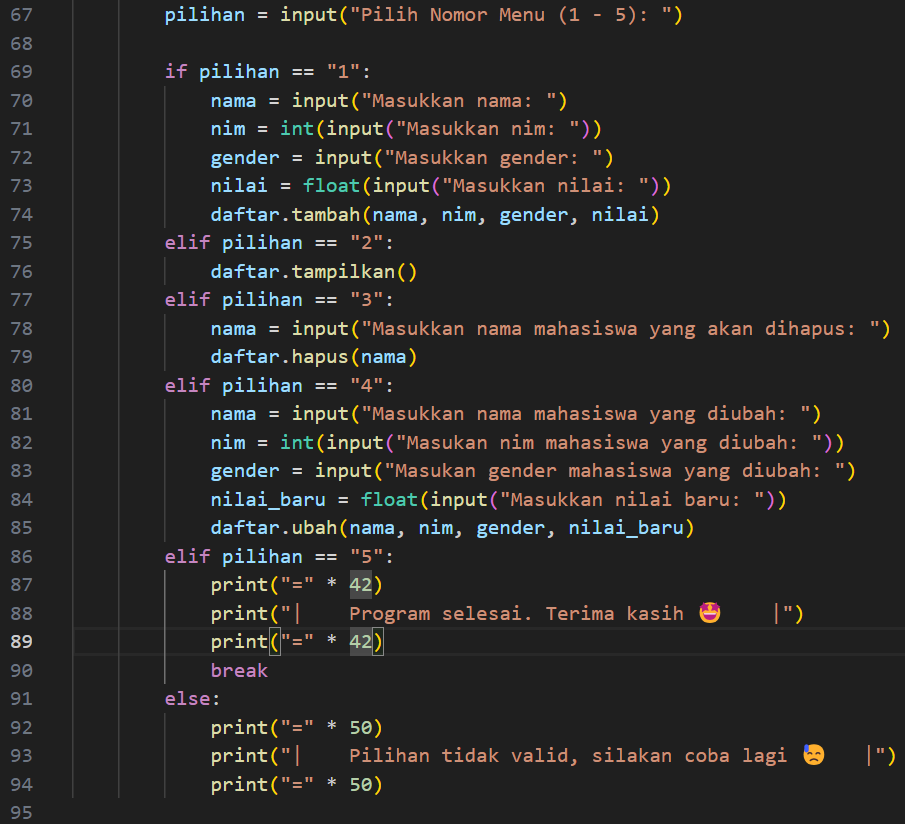 67 pilihan = input("Pilih Nomor Menu (1 - 5): ")
68
69 if pilihan == "1":
70 nama = input("Masukkan nama: ")
71 nim = int(input("Masukkan nim: "))
72 gender = input("Masukkan gender: ")
73 nilai = float(input("Masukkan nilai: "))
74 daftar.tambah(nama, nim, gender, nilai)
75 elif pilihan == "2":
76 daftar.tampilkan()
77 elif pilihan == "3":
78 nama = input("Masukkan nama mahasiswa yang akan dihapus: ")
79 daftar.hapus(nama)
80 elif pilihan == "4":
81 nama = input("Masukkan nama mahasiswa yang diubah: ")
82 nim = int(input("Masukan nim mahasiswa yang diubah: "))
83 gender = input("Masukan gender mahasiswa yang diubah: ")
84 nilai_baru = float(input("Masukkan nilai baru: "))
85 daftar.ubah(nama, nim, gender, nilai_baru)
86 elif pilihan == "5":
87 print("=" * 42)
88 print("|    Program selesai. Terima kasih 🤩    |")
89 print("=" * 42)
90 break
91 else:
92 print("=" * 50)
93 print("|    Pilihan tidak valid, silakan coba lagi 😓    |")
94 print("=" * 50)
95